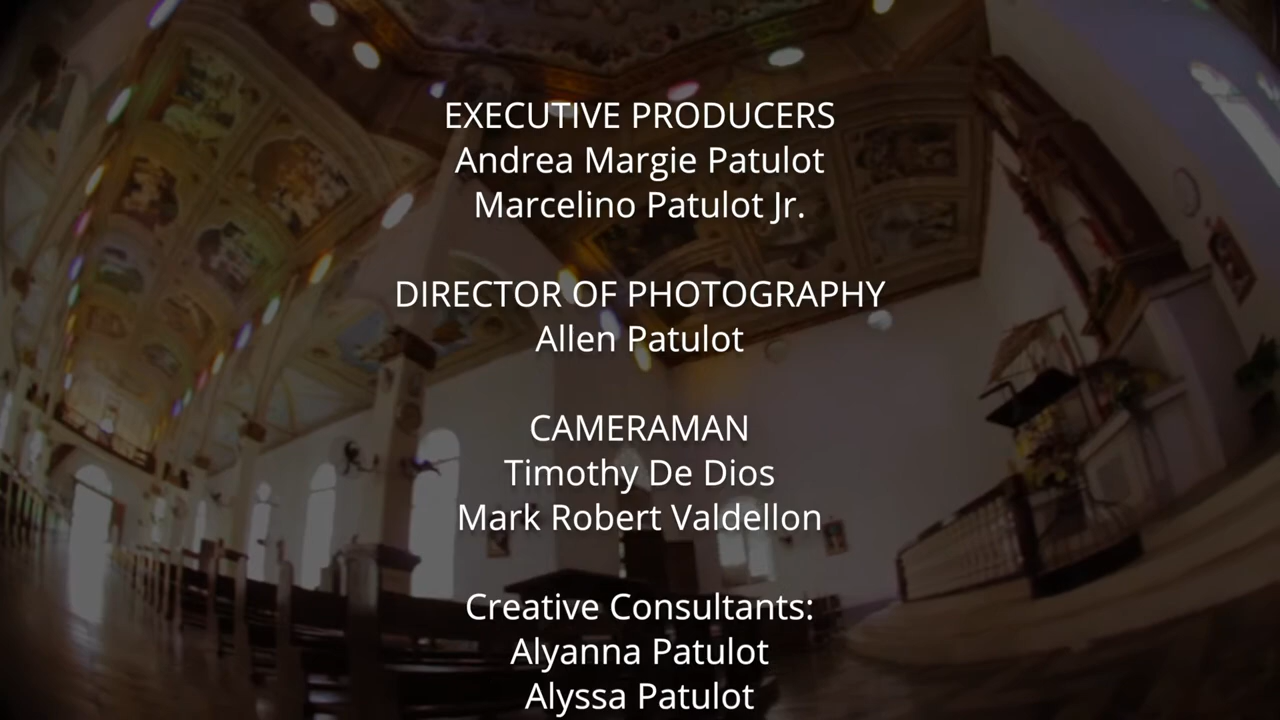 EXECUTIVE PRODUCERS
Andrea Margie Patulot
Marcelino Patulot Jr.
DIRECTOR OF PHOTOGRAPHY
Allen Patulot
CAMERAMAN
Timothy De Dios
Mark Robert Valdellon
Creative Consultants:
Alyanna Patulot
Alyssa Patulot